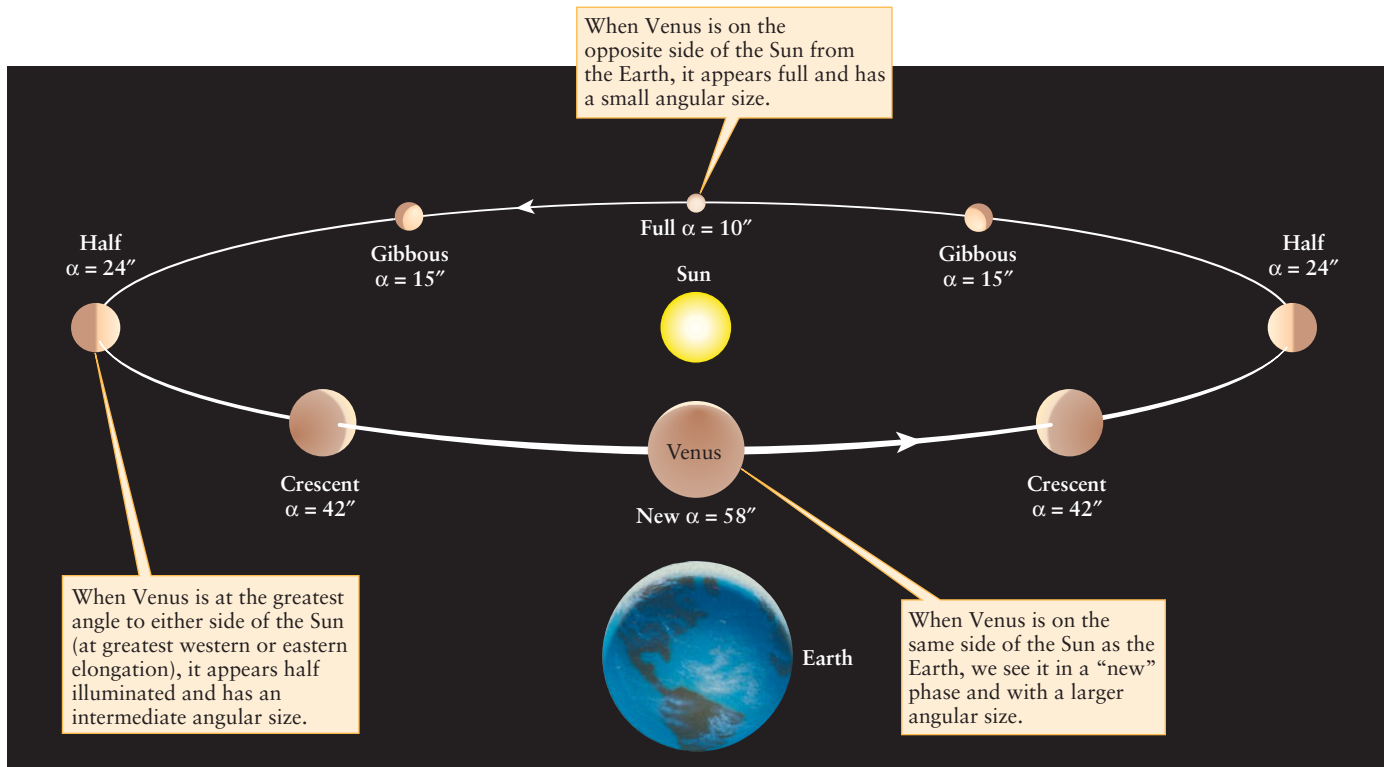 When Venus is on the
opposite side of the Sun from
the Earth, it appears full and has
a small angular size.
Half
α = 24″
Gibbous
α = 15″
Full α = 10″
Gibbous
α = 15″
Half
α = 24″
Sun
Crescent
α = 42″
Venus
New α = 58″
Crescent
α = 42″
When Venus is at the greatest
angle to either side of the Sun
(at greatest western or eastern
elongation), it appears half
illuminated and has an
intermediate angular size.
Earth
When Venus is on the
same side of the Sun as the
Earth, we see it in a “new”
phase and with a larger
angular size.